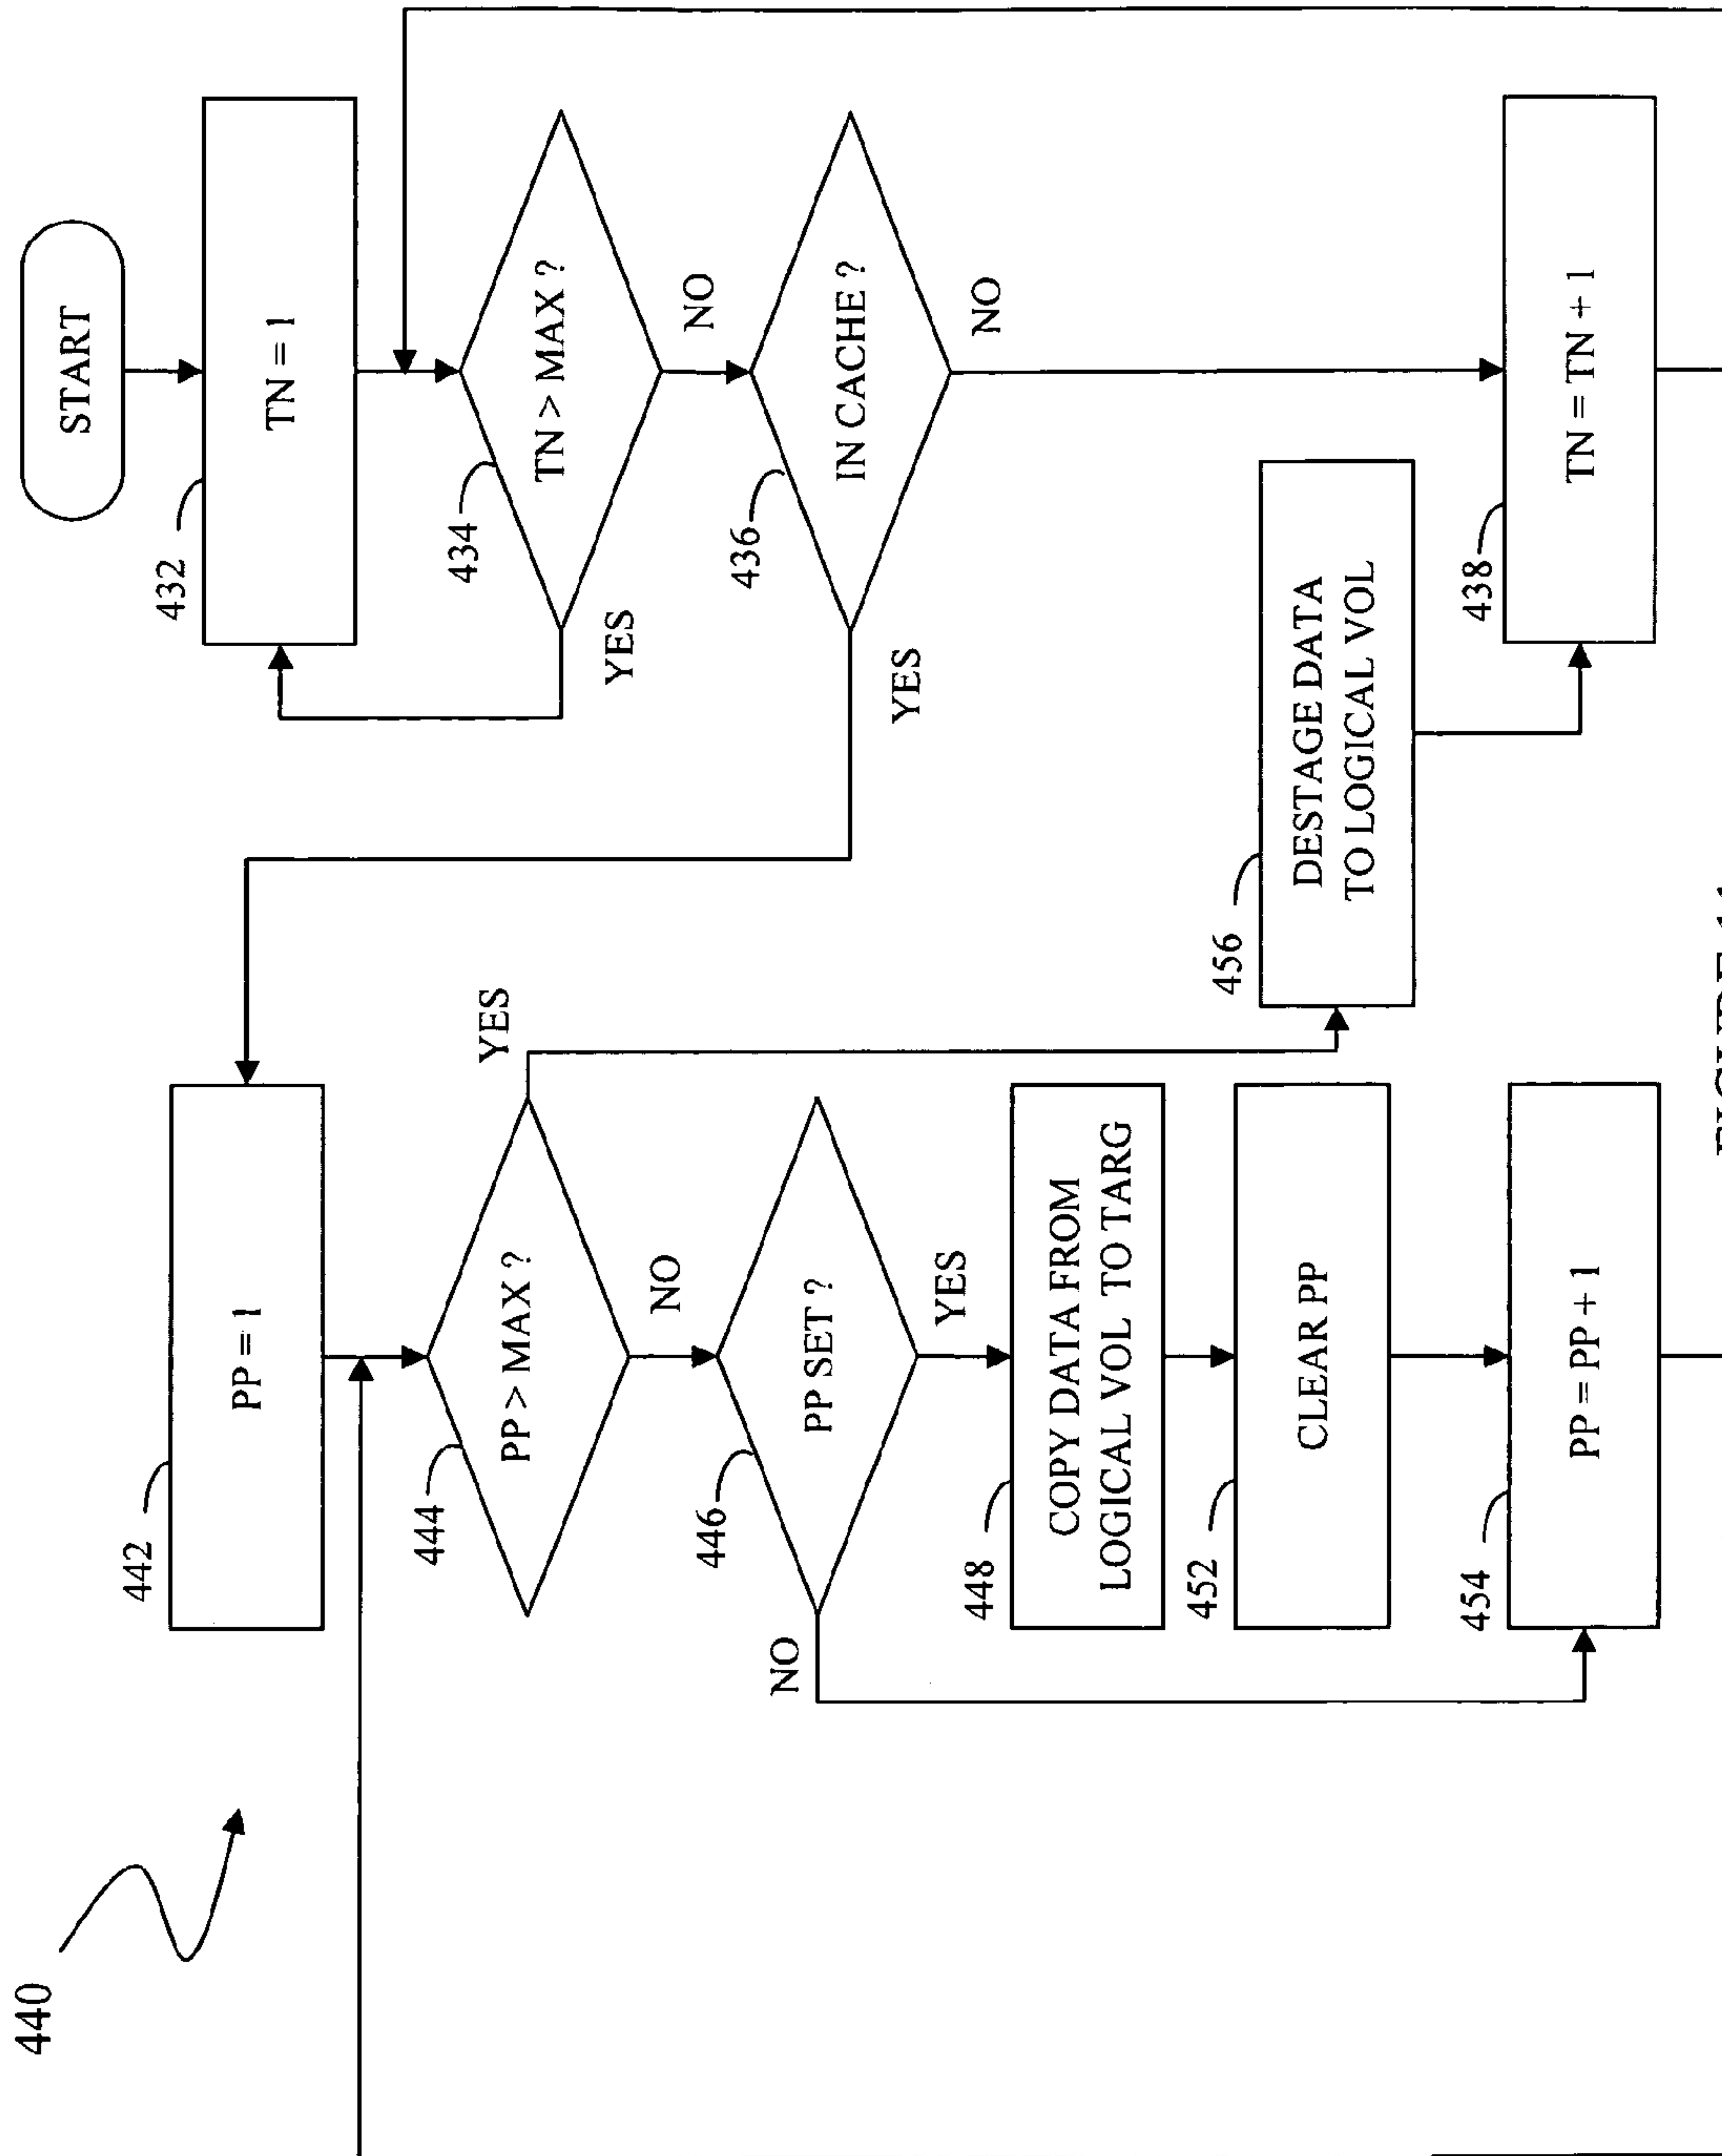 440
START
432
TN = 1
434
TN > MAX ?
YES
NO
436
IN CACHE ?
YES
NO
442
PP = 1
444
PP > MAX ?
YES
NO
446
PP SET ?
NO
YES
448
COPY DATA FROM
LOGICAL VOL TO TARG
452
CLEAR PP
454
PP = PP + 1
456
DESTAGE DATA
TO LOGICAL VOL
438
TN = TN + 1